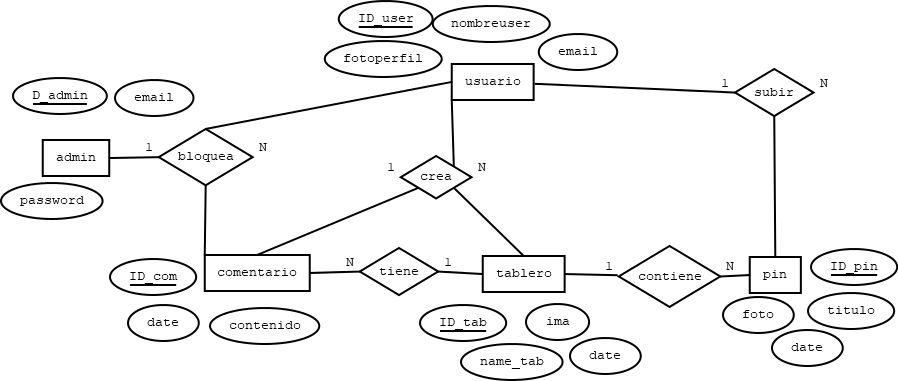 ID_user
nombreuser
fotoperfil
email
usuario
D_admin
email
1
subir
N
admin
1
bloquea
N
1
crea
N
password
ID_com
comentario
N
tiene
1
tablero
1
contiene
N
pin
ID_pin
date
contenido
ID_tab
ima
foto
titulo
name_tab
date
date